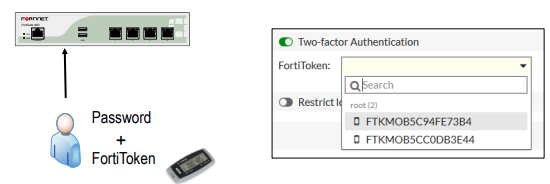 FORTINET
Password
+
FortiToken
Two-factor Authentication
FortiToken:
Search
Restrict lo
root (2)
FTKMOB5C94FE73B4
FTKMOB5CC0DB3E44